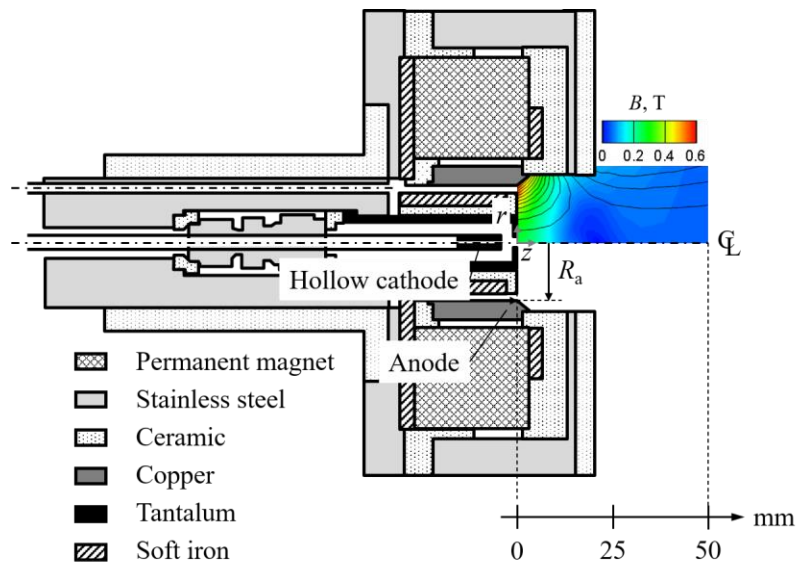 B, T
0 0.2 0.4 0.6
r
z
℄
Hollow cathode
Rₐ
Anode
Permanent magnet
Stainless steel
Ceramic
Copper
Tantalum
Soft iron
mm
0 25 50